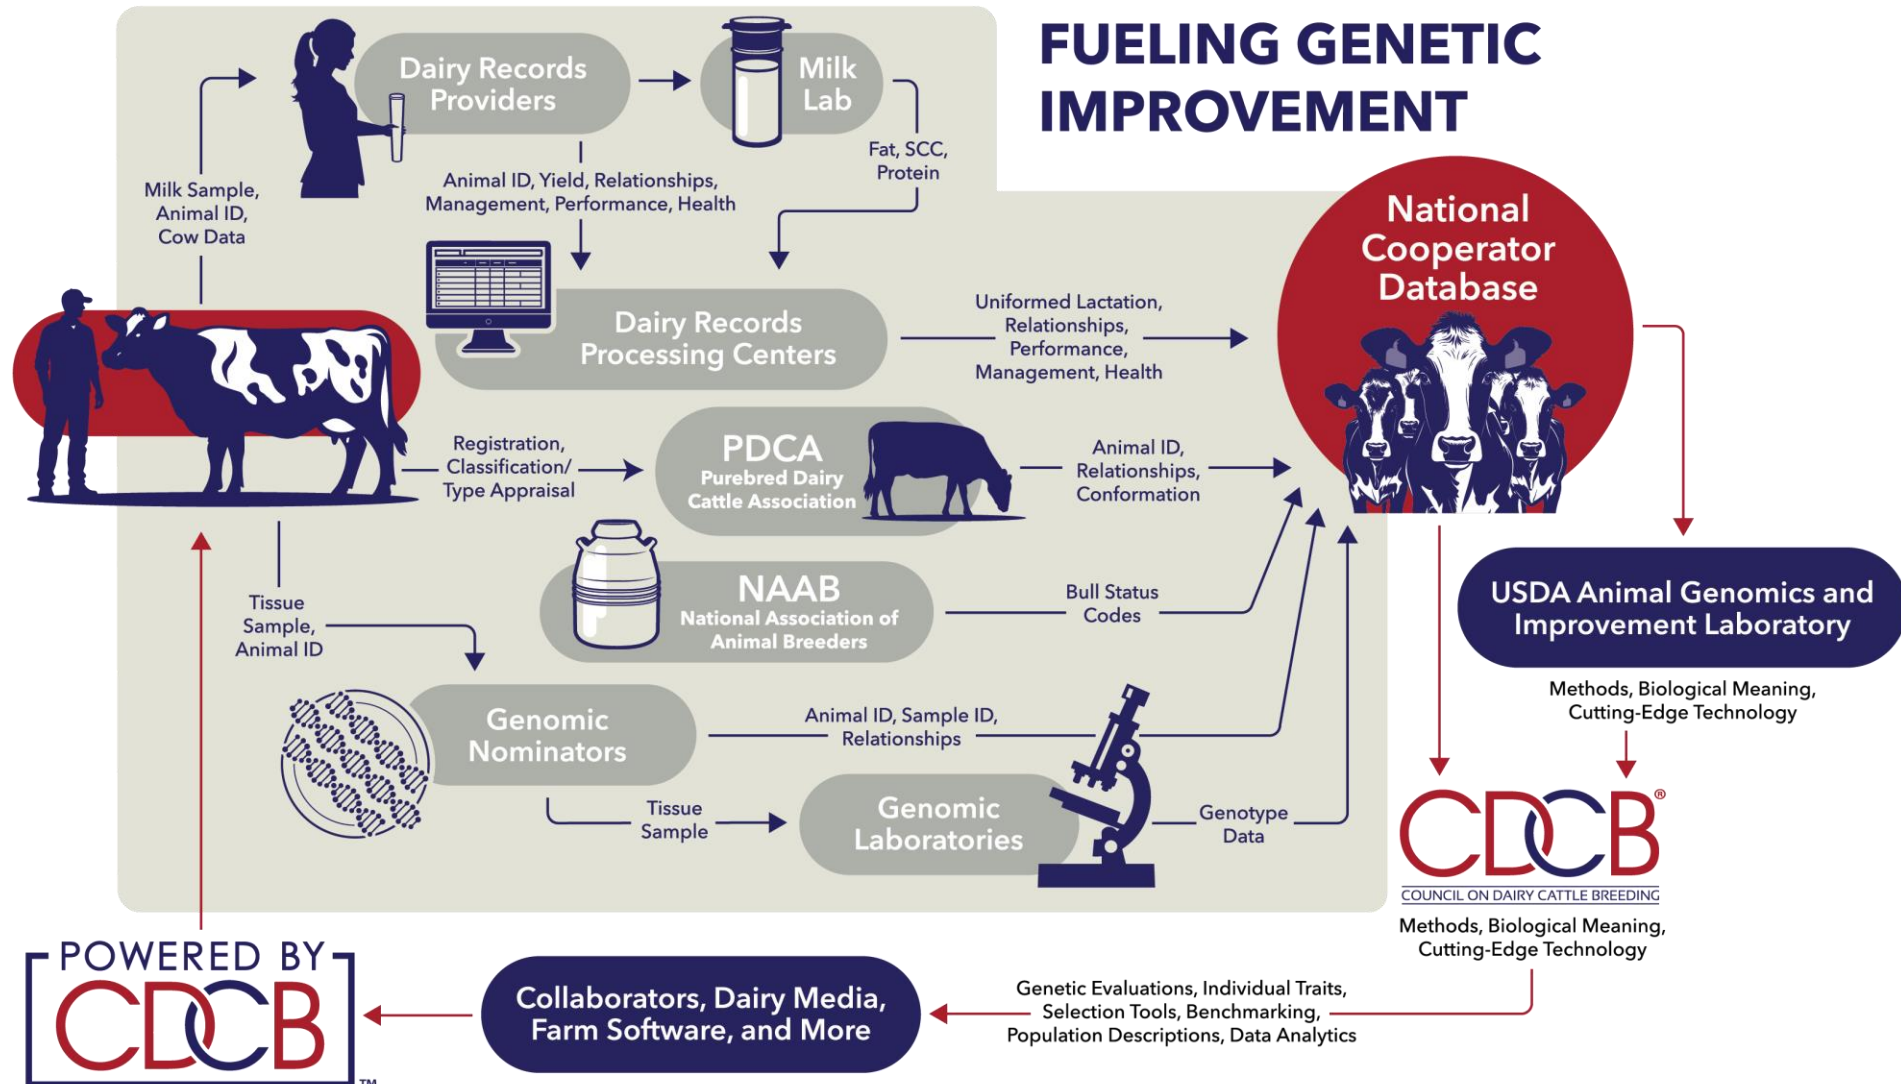 FUELING GENETIC
IMPROVEMENT
Dairy Records
Providers
Milk
Lab
Milk Sample,
Animal ID,
Cow Data
Animal ID, Yield, Relationships,
Management, Performance, Health
Fat, SCC,
Protein
National
Cooperator
Database
Dairy Records
Processing Centers
Uniformed Lactation,
Relationships,
Performance,
Management, Health
Registration,
Classification/
Type Appraisal
PDCA
Purebred Dairy
Cattle Association
Animal ID,
Relationships,
Conformation
NAAB
National Association of
Animal Breeders
Bull Status
Codes
USDA Animal Genomics and
Improvement Laboratory
Methods, Biological Meaning,
Cutting-Edge Technology
Tissue
Sample,
Animal ID
Genomic
Nominators
Animal ID, Sample ID,
Relationships
Tissue
Sample
Genomic
Laboratories
Genotype
Data
CDCB®
COUNCIL ON DAIRY CATTLE BREEDING
Methods, Biological Meaning,
Cutting-Edge Technology
Genetic Evaluations, Individual Traits,
Selection Tools, Benchmarking,
Population Descriptions, Data Analytics
Collaborators, Dairy Media,
Farm Software, and More
POWERED BY
CDCB
TM